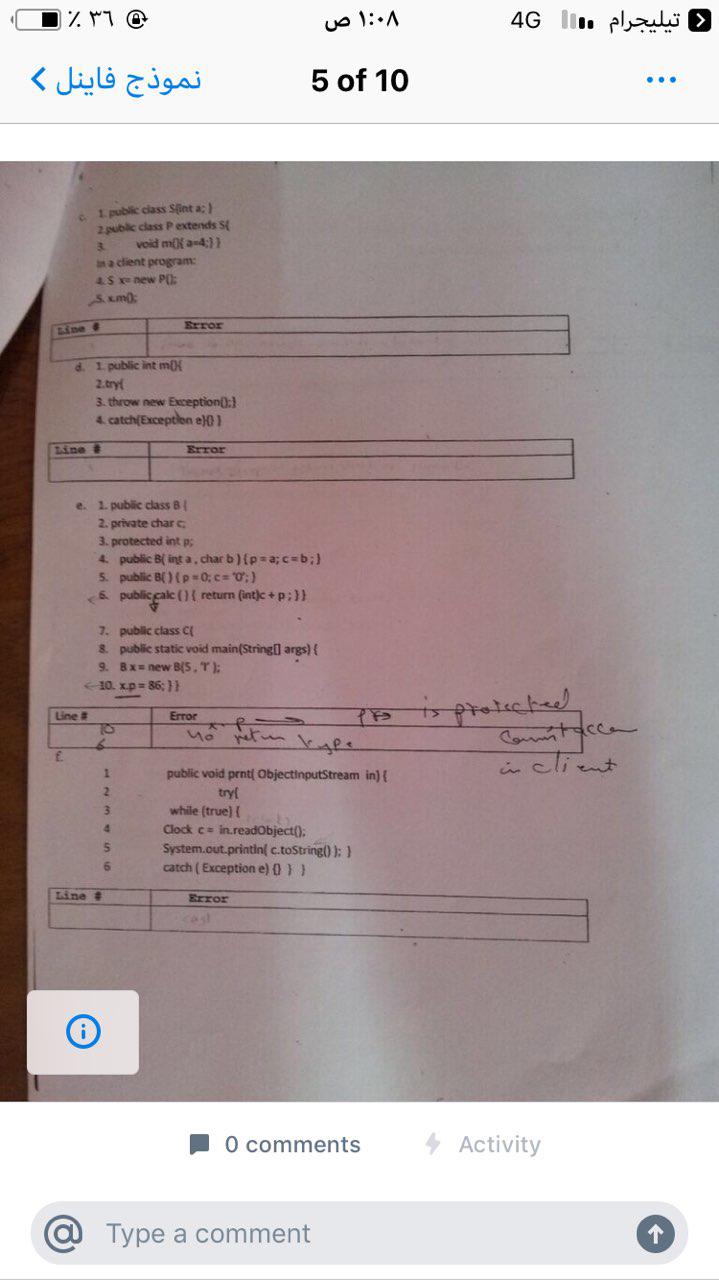 ٪ ٣٦
١:٠٨ ص
4G
تيليجرام
نموذج فاينل
5 of 10
c. 1. public class S{int a; }
2.public class P extends S{
3. void m(){ a=4;} }
In a client program:
4. S x= new P();
5. x.m();
Line # Error
d. 1. public int m(){
2.try{
3. throw new Exception();}
4. catch(Exception e){} }
Line # Error
e. 1. public class B {
2. private char c;
3. protected int p;
4. public B( int a , char b ) { p = a; c = b ; }
5. public B( ) { p = 0; c = '0'; }
6. public calc ( ) { return (int)c + p ; } }
7. public class C{
8. public static void main(String[] args) {
9. B x = new B(5 , 'I' );
10. x.p = 86; } }
Line # Error
10 x.p is protected
in client
6 no return type
f.
1 public void prnt( ObjectInputStream in) {
2 try{
3 while (true) {
4 Clock c = in.readObject();
5 System.out.println( c.toString() ); }
6 catch ( Exception e) {} } }
Line # Error
cast
0 comments
Activity
@ Type a comment